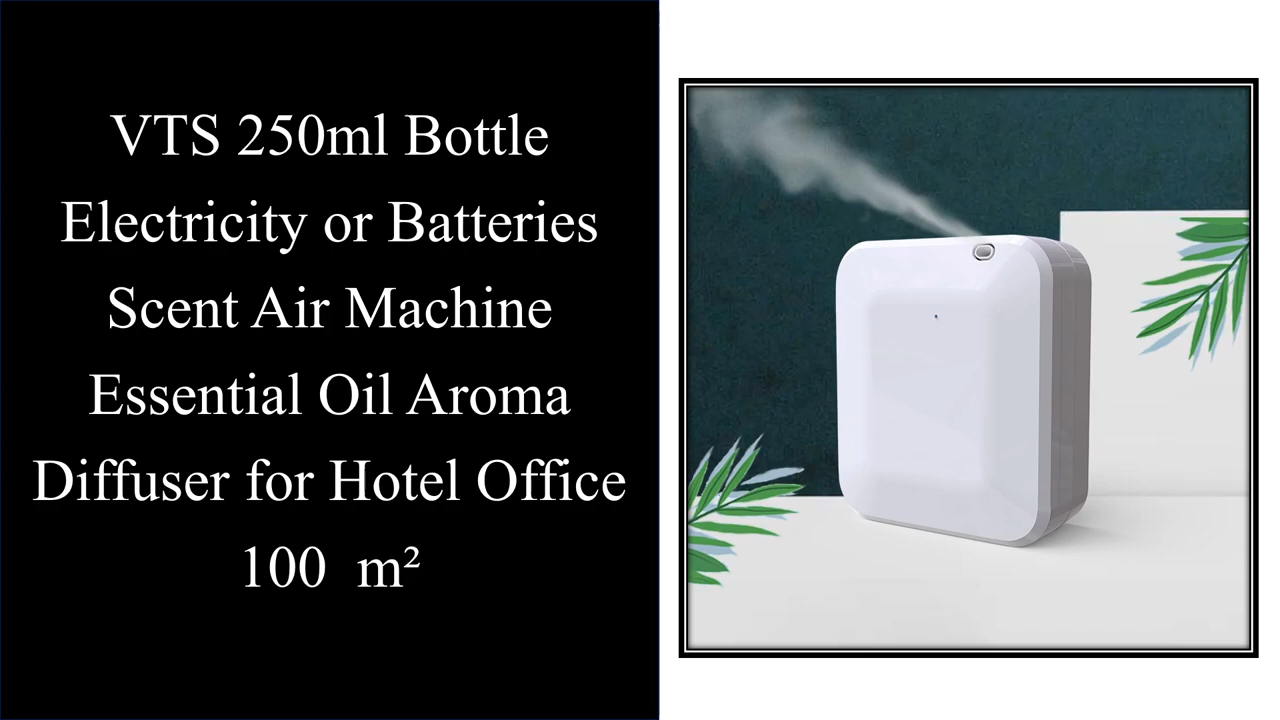 VTS 250ml Bottle
Electricity or Batteries
Scent Air Machine
Essential Oil Aroma
Diffuser for Hotel Office
100 m²